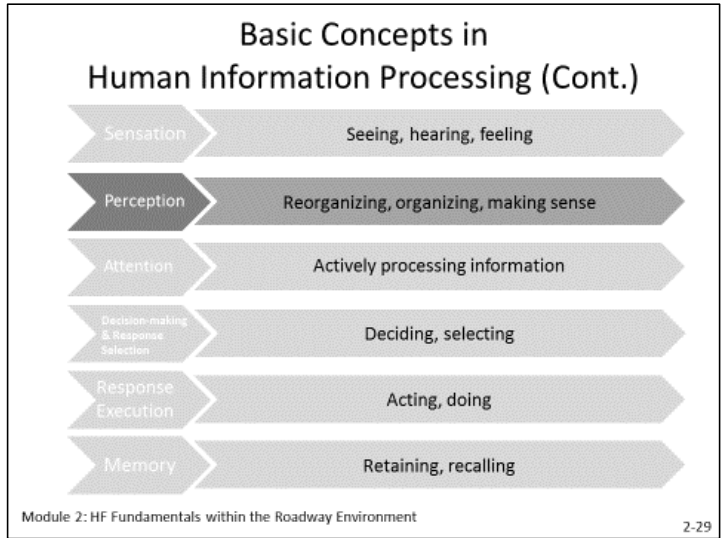 Basic Concepts in
Human Information Processing (Cont.)
Sensation
Seeing, hearing, feeling
Perception
Reorganizing, organizing, making sense
Attention
Actively processing information
Decision-making
& Response
Selection
Deciding, selecting
Response
Execution
Acting, doing
Memory
Retaining, recalling
Module 2: HF Fundamentals within the Roadway Environment
2-29